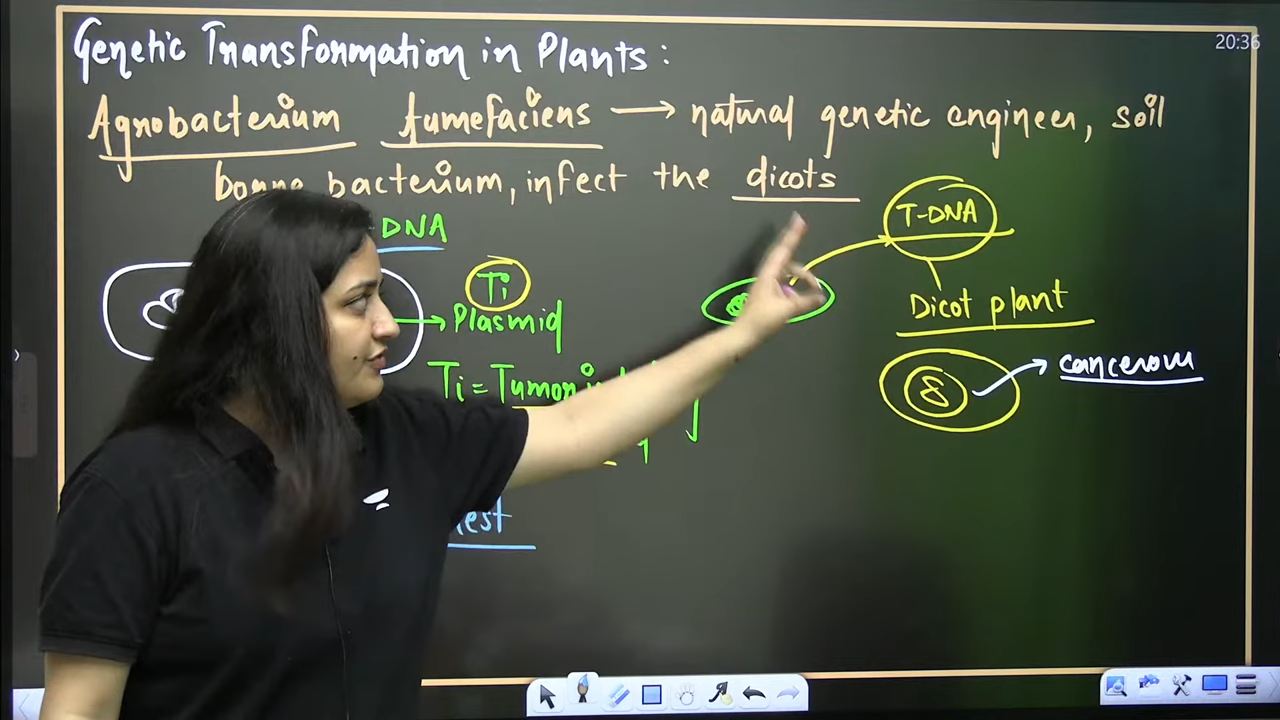 Genetic Transformation in Plants:
20:36
Agrobacterium tumefaciens → natural genetic engineer, soil
borne bacterium, infect the dicots
DNA
T-DNA
Ti
Plasmid
Dicot plant
Ti = Tumor
cancerous